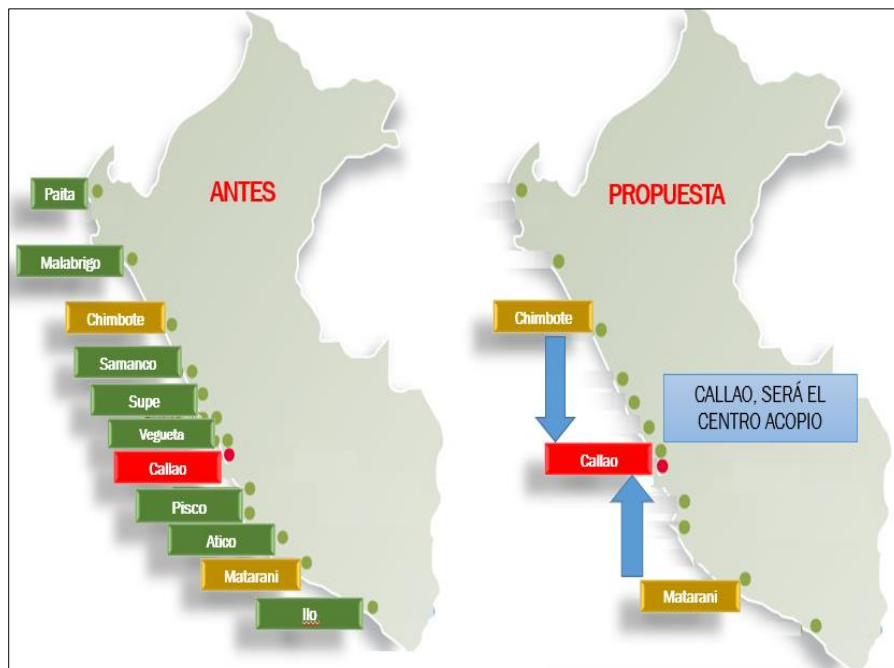 ANTES
Paita
Malabrigo
Chimbote
Samanco
Supe
Vegueta
Callao
Pisco
Atico
Matarani
Ilo
PROPUESTA
Chimbote
CALLAO, SERÁ EL
CENTRO ACOPIO
Callao
Matarani